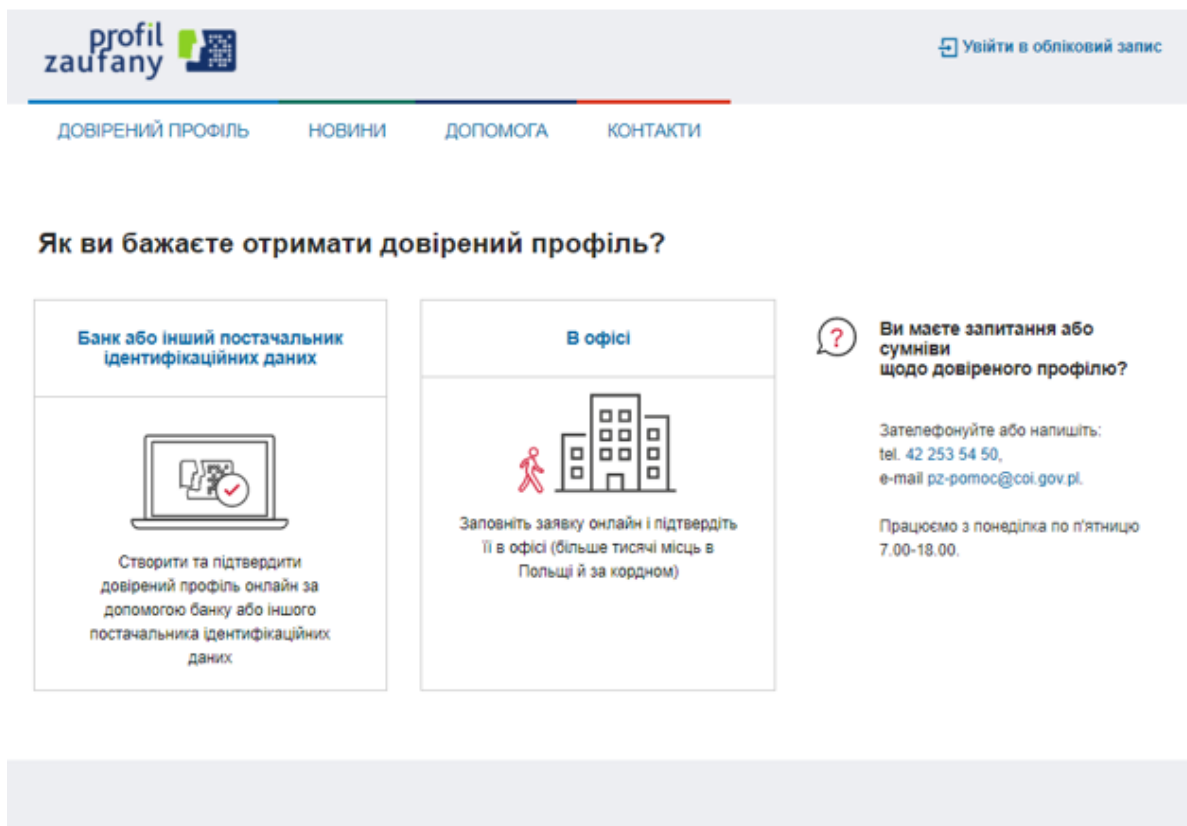 profil
zaufany
Увійти в обліковий запис
ДОВІРЕНИЙ ПРОФІЛЬ НОВИНИ ДОПОМОГА КОНТАКТИ
Як ви бажаєте отримати довірений профіль?
Банк або інший постачальник
ідентифікаційних даних
Створити та підтвердити
довірений профіль онлайн за
допомогою банку або іншого
постачальника ідентифікаційних
даних
В офісі
Заповніть заявку онлайн і підтвердіть
її в офісі (більше тисячі місць в
Польщі й за кордном)
?
Ви маєте запитання або
сумніви
щодо довіреного профілю?
Зателефонуйте або напишіть:
tel. 42 253 54 50,
e-mail pz-pomoc@coi.gov.pl.
Працюємо з понеділка по п'ятницю
7.00-18.00.